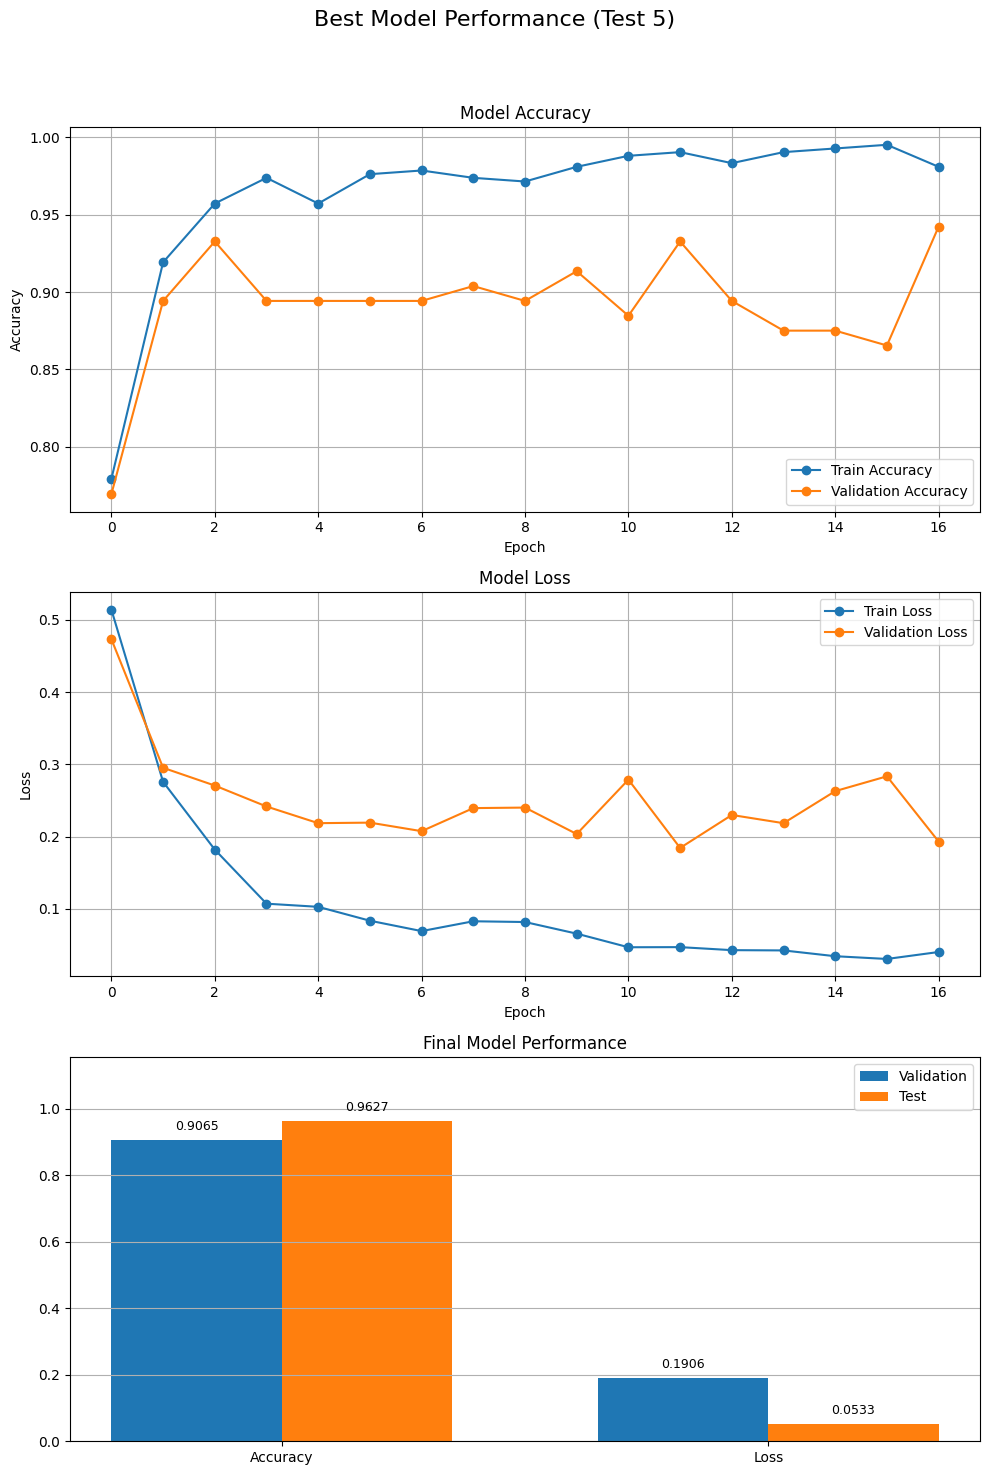 Best Model Performance (Test 5)
Model Accuracy
1.00
0.95
0.90
0.85
0.80
Accuracy
Train Accuracy
Validation Accuracy
0 2 4 6 8 10 12 14 16
Epoch
Model Loss
Train Loss
Validation Loss
0.5
0.4
0.3
0.2
0.1
Loss
0 2 4 6 8 10 12 14 16
Epoch
Final Model Performance
Validation
Test
1.0
0.8
0.6
0.4
0.2
0.0
0.9065
0.9627
0.1906
0.0533
Accuracy Loss